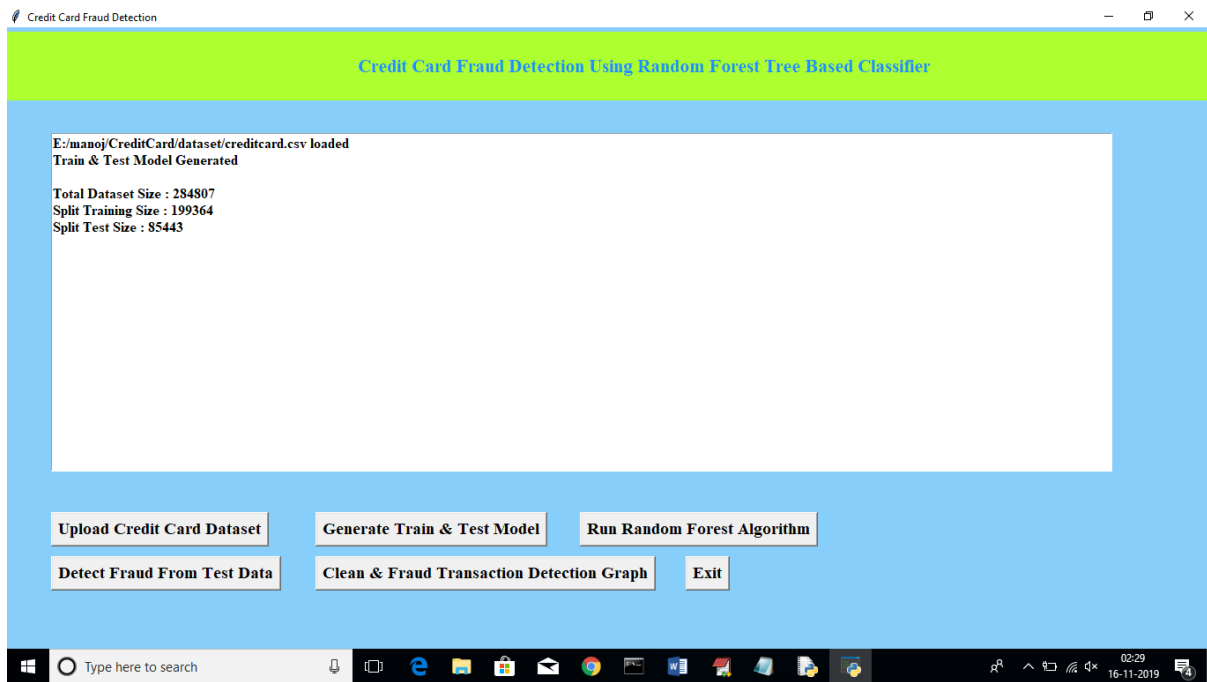 Credit Card Fraud Detection
Credit Card Fraud Detection Using Random Forest Tree Based Classifier
E:/manoj/CreditCard/dataset/creditcard.csv loaded
Train & Test Model Generated
Total Dataset Size : 284807
Split Training Size : 199364
Split Test Size : 85443
Upload Credit Card Dataset Generate Train & Test Model Run Random Forest Algorithm
Detect Fraud From Test Data Clean & Fraud Transaction Detection Graph Exit
Type here to search
02:29
16-11-2019
4